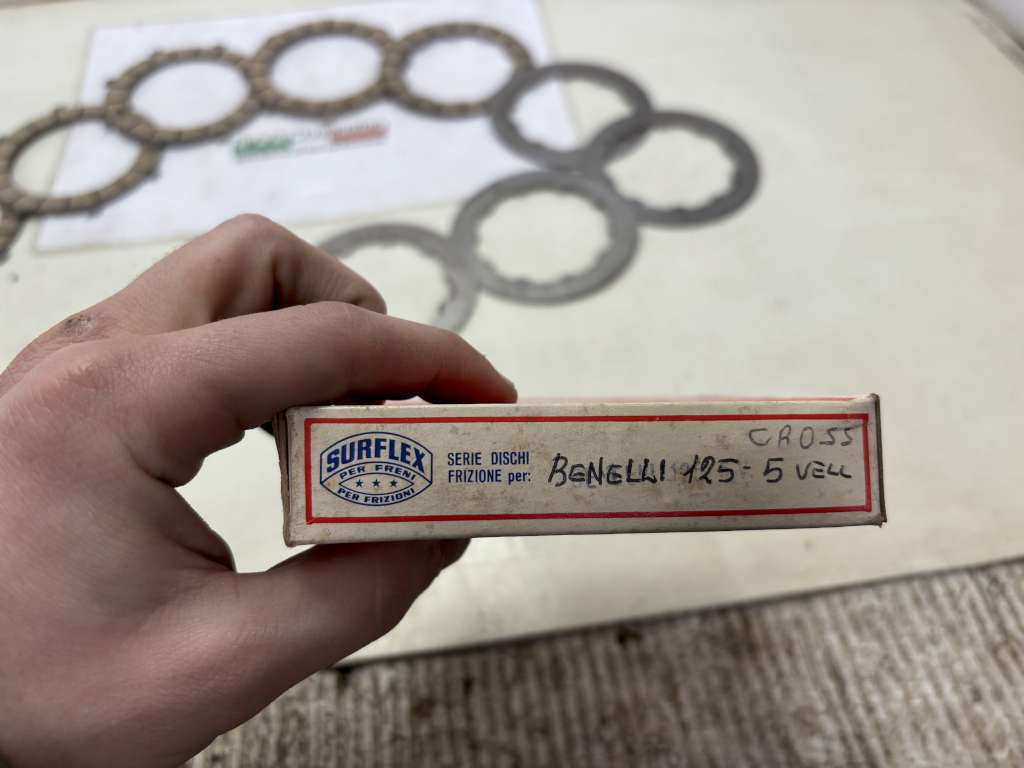 SURFLEX
PER FRENI
PER FRIZIONI
SERIE DISCHI
FRIZIONE per:
CROSS
BENELLI 125-5 VELL